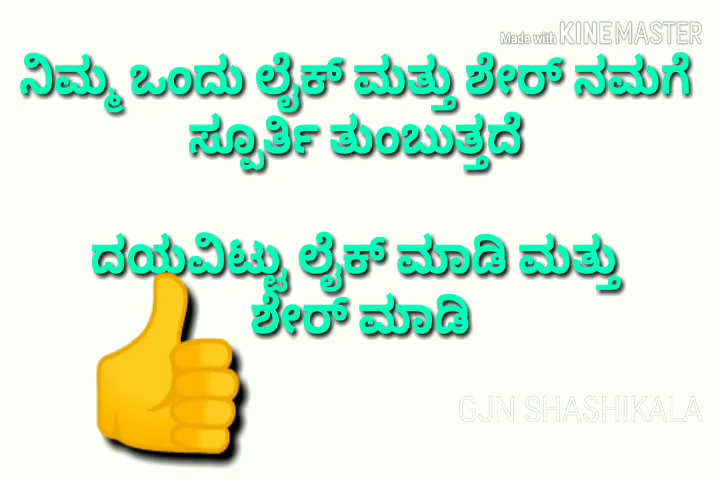 Made with KINEMASTER
ನಿಮ್ಮ ಒಂದು ಲೈಕ್ ಮತ್ತು ಶೇರ್ ನಮಗೆ
ಸ್ಪೂರ್ತಿ ತುಂಬುತ್ತದೆ
ದಯವಿಟ್ಟು ಲೈಕ್ ಮಾಡಿ ಮತ್ತು
ಶೇರ್ ಮಾಡಿ
GJN SHASHIKALA